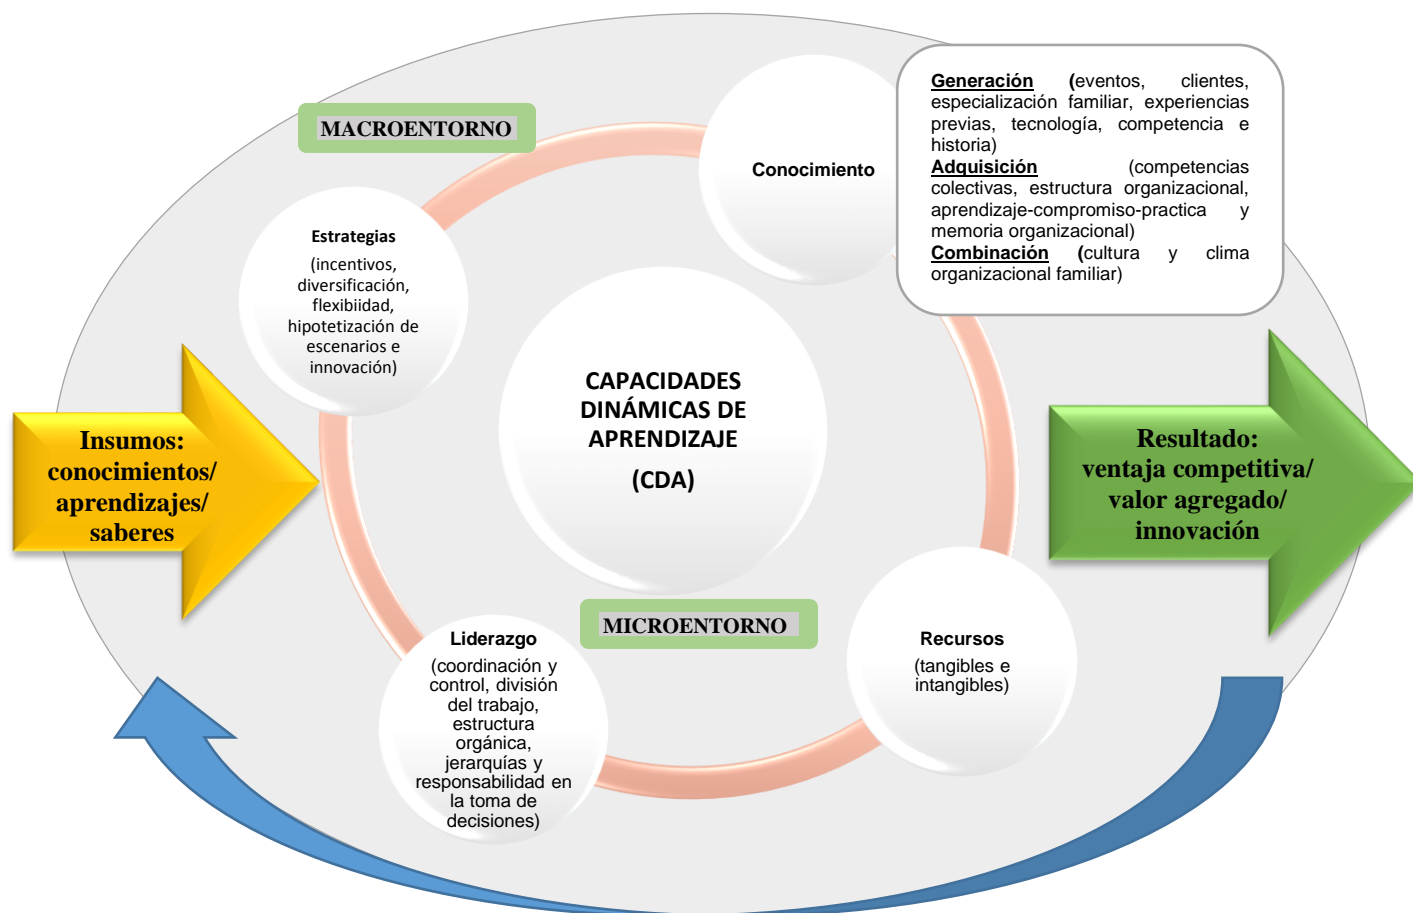 MACROENTORNO
Conocimiento
Generación (eventos, clientes,
especialización familiar, experiencias
previas, tecnología, competencia e
historia)
Adquisición (competencias
colectivas, estructura organizacional,
aprendizaje-compromiso-practica y
memoria organizacional)
Combinación (cultura y clima
organizacional familiar)
Estrategias
(incentivos,
diversificación,
flexibiidad,
hipotetización de
escenarios e
innovación)
CAPACIDADES
DINÁMICAS DE
APRENDIZAJE
(CDA)
Insumos:
conocimientos/
aprendizajes/
saberes
Resultado:
ventaja competitiva/
valor agregado/
innovación
MICROENTORNO
Liderazgo
(coordinación y
control, división
del trabajo,
estructura
orgánica,
jerarquías y
responsabilidad en
la toma de
decisiones)
Recursos
(tangibles e
intangibles)